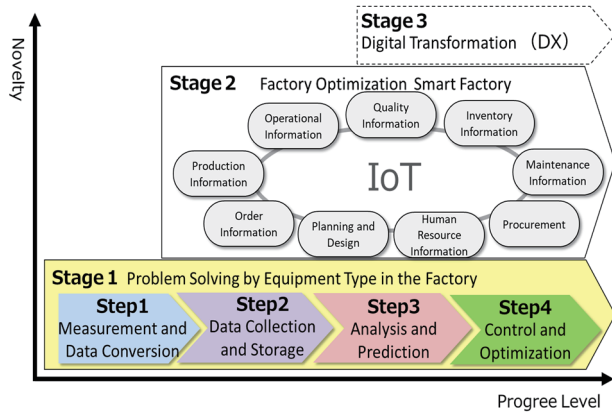 Novelty
Stage 3
Digital Transformation （DX）
Stage 2 Factory Optimization Smart Factory
Quality
Information
Operational
Information
Inventory
Information
Production
Information
IoT
Maintenance
Information
Order
Information
Planning and
Design
Human
Resource
Information
Procurement
Stage 1 Problem Solving by Equipment Type in the Factory
Step1
Measurement and
Data Conversion
Step2
Data Collection
and Storage
Step3
Analysis and
Prediction
Step4
Control and
Optimization
Progree Level